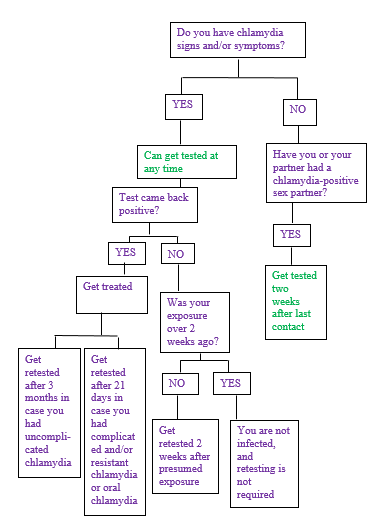 Do you have chlamydia
signs and/or symptoms?
YES
NO
Can get tested at
any time
Have you or your
partner had a
chlamydia-positive
sex partner?
Test came back
positive?
YES
NO
YES
Get treated
Get tested
two
weeks
after last
contact
Was your
exposure
over 2
weeks ago?
Get
retested
after 3
months in
case you
had
uncompli-
cated
chlamydia
Get
retested
after 21
days in
case you
had
complicat
ed and/or
resistant
chlamydia
or oral
chlamydia
NO
YES
Get
retested 2
weeks after
presumed
exposure
You are not
infected,
and
retesting is
not
required